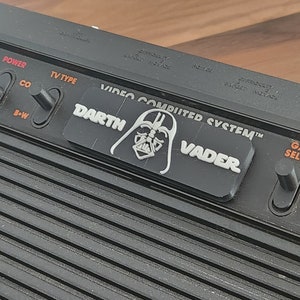 POWER
TV TYPE
CO
B•W
VIDEO COMPUTER SYSTEM™
DARTH
VADER